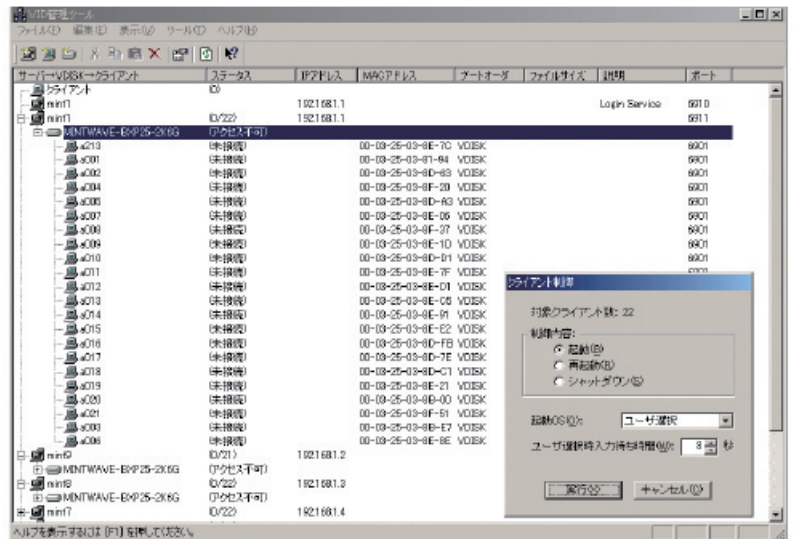 VID管理ツール
ファイル(F) 編集(E) 表示(V) ツール(T) ヘルプ(H)
サーバ→VDISK→クライアント ステータス IPアドレス MACアドレス ブートオーダ ファイルサイズ 説明 ポート
クライアント (0)
192.168.1.1 Login Service 6910
(0/22) 192.168.1.1 6911
MINTWAVE-BXP25-2K6G (アクセス不可)
a213 (未接続) 00-03-25-03-8E-7C VDISK 6901
a001 (未接続) 00-03-25-03-81-94 VDISK 6901
a002 (未接続) 00-03-25-03-8D-63 VDISK 6901
a004 (未接続) 00-03-25-03-8F-20 VDISK 6901
a005 (未接続) 00-03-25-03-8D-A3 VDISK 6901
a007 (未接続) 00-03-25-03-8E-06 VDISK 6901
a008 (未接続) 00-03-25-03-8F-37 VDISK 6901
a009 (未接続) 00-03-25-03-8E-1D VDISK 6901
a010 (未接続) 00-03-25-03-8D-D1 VDISK 6901
a011 (未接続) 00-03-25-03-8E-7F VDISK
a012 (未接続) 00-03-25-03-8E-D1 VDISK
a013 (未接続) 00-03-25-03-8E-C5 VDISK
a014 (未接続) 00-03-25-03-8E-91 VDISK
a015 (未接続) 00-03-25-03-8E-E2 VDISK
a016 (未接続) 00-03-25-03-8D-FB VDISK
a017 (未接続) 00-03-25-03-8D-7E VDISK
a018 (未接続) 00-03-25-03-8D-C1 VDISK
a019 (未接続) 00-03-25-03-8E-21 VDISK
a020 (未接続) 00-03-25-03-8B-00 VDISK
a021 (未接続) 00-03-25-03-8F-51 VDISK
a003 (未接続) 00-03-25-03-8B-E7 VDISK
a006 (未接続) 00-03-25-03-8E-8E VDISK
mint9 (0/21) 192.168.1.2
MINTWAVE-BXP25-2K6G (アクセス不可)
mint8 (0/22) 192.168.1.3
MINTWAVE-BXP25-2K6G (アクセス不可)
mint7 (0/22) 192.168.1.4
ヘルプを表示するには [F1] を押してください。
クライアント制御
対象クライアント数: 22
制御内容:
起動(B)
再起動(R)
シャットダウン(S)
起動OS(O): ユーザ選択
ユーザ選択時入力待ち時間(W): 8 秒
実行(X) キャンセル(C)